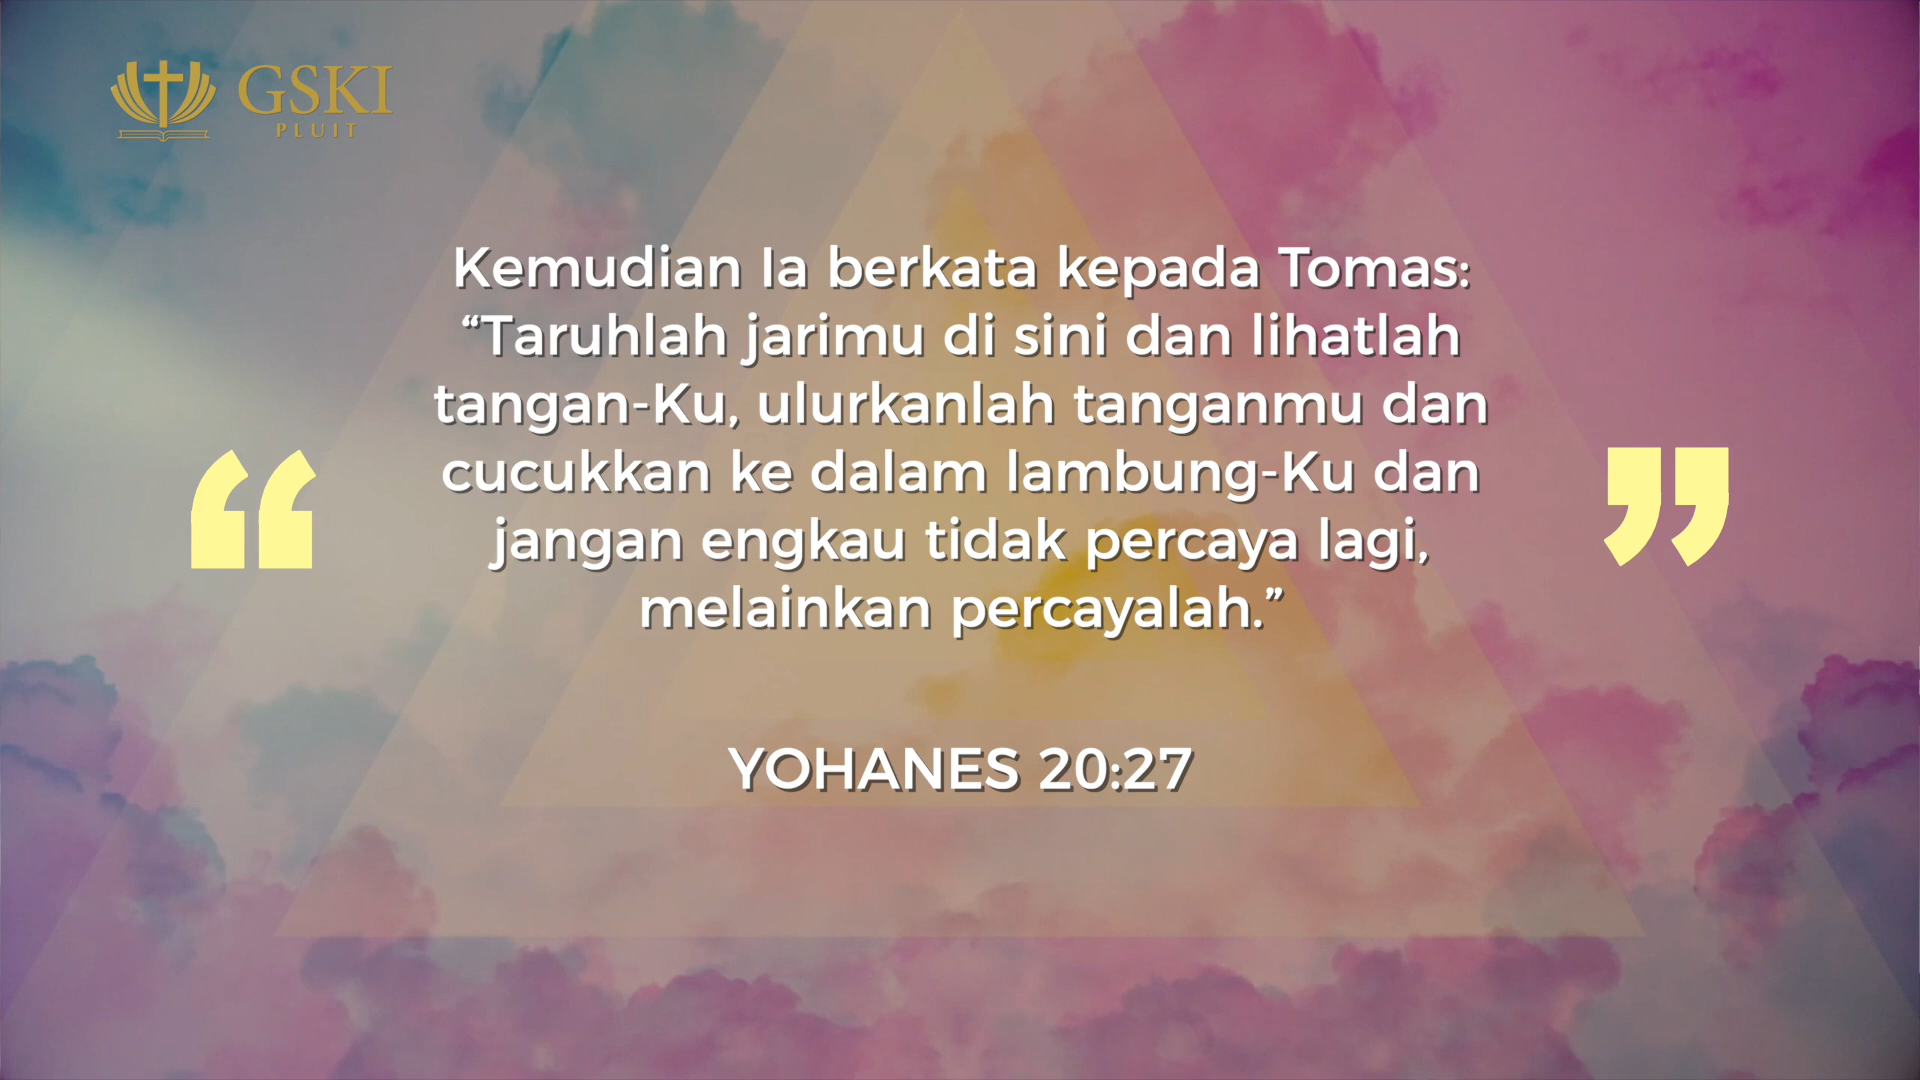 GSKI
PLUIT
Kemudian Ia berkata kepada Tomas:
“Taruhlah jarimu di sini dan lihatlah
tangan-Ku, ulurkanlah tanganmu dan
cucukkan ke dalam lambung-Ku dan
jangan engkau tidak percaya lagi,
melainkan percayalah.”
“ ”
YOHANES 20:27